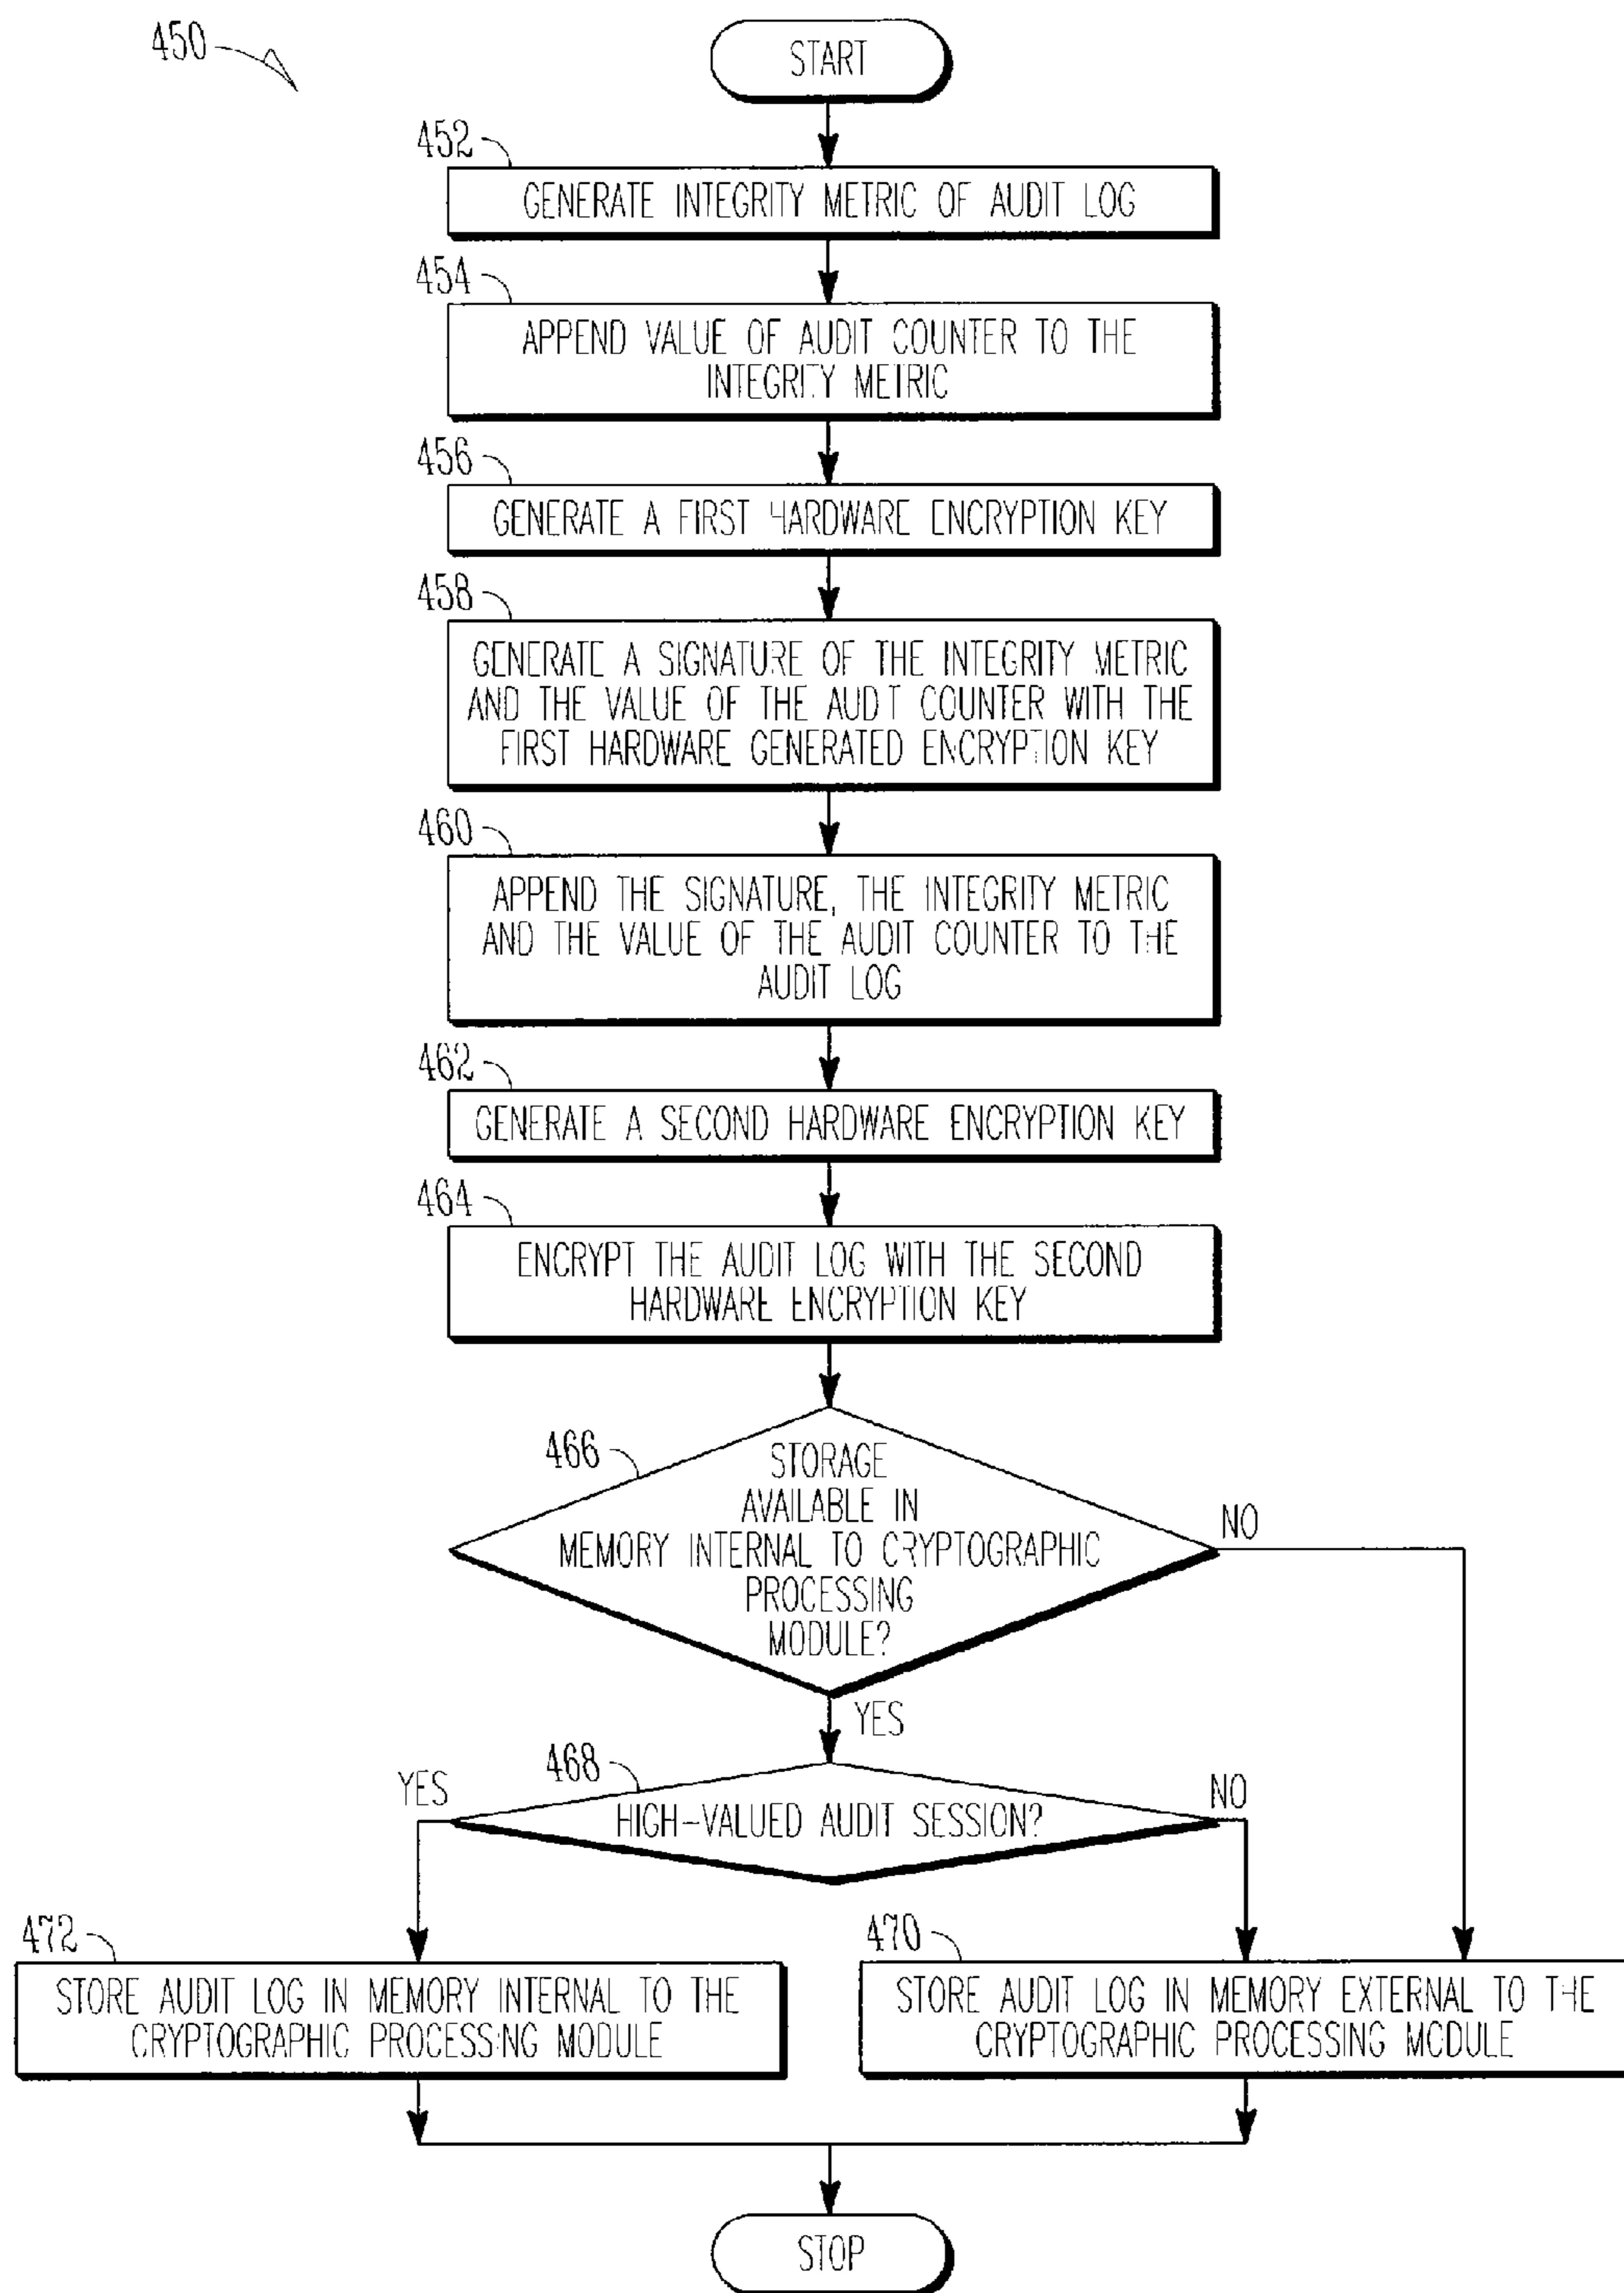 450
START
452
GENERATE INTEGRITY METRIC OF AUDIT LOG
454
APPEND VALUE OF AUDIT COUNTER TO THE
INTEGRITY METRIC
456
GENERATE A FIRST HARDWARE ENCRYPTION KEY
458
GENERATE A SIGNATURE OF THE INTEGRITY METRIC
AND THE VALUE OF THE AUDIT COUNTER WITH THE
FIRST HARDWARE GENERATED ENCRYPTION KEY
460
APPEND THE SIGNATURE, THE INTEGRITY METRIC
AND THE VALUE OF THE AUDIT COUNTER TO THE
AUDIT LOG
462
GENERATE A SECOND HARDWARE ENCRYPTION KEY
464
ENCRYPT THE AUDIT LOG WITH THE SECOND
HARDWARE ENCRYPTION KEY
466
STORAGE
AVAILABLE IN
MEMORY INTERNAL TO CRYPTOGRAPHIC
PROCESSING
MODULE?
NO
YES
468
YES
HIGH-VALUED AUDIT SESSION?
NO
472
STORE AUDIT LOG IN MEMORY INTERNAL TO THE
CRYPTOGRAPHIC PROCESSING MODULE
470
STORE AUDIT LOG IN MEMORY EXTERNAL TO THE
CRYPTOGRAPHIC PROCESSING MODULE
STOP